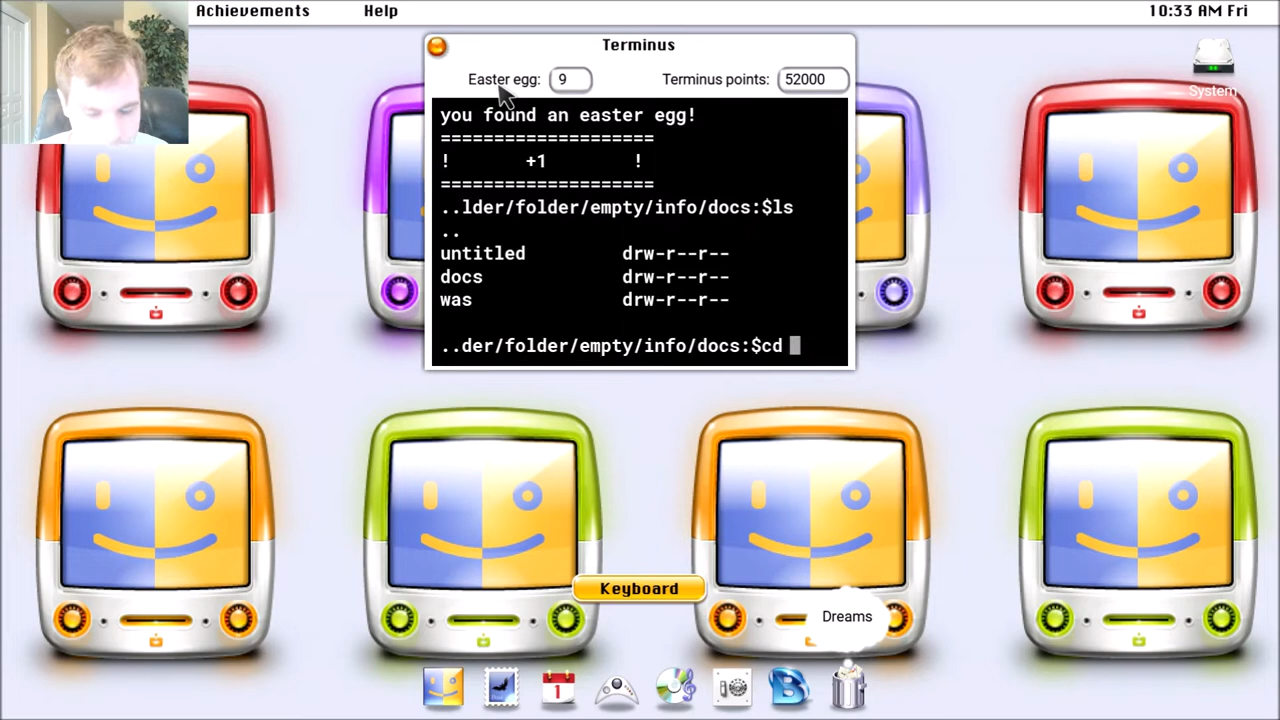 Achievements Help 10:33 AM Fri
Terminus
Easter egg: 9 Terminus points: 52000
System
you found an easter egg!
====================
! +1 !
====================
..lder/folder/empty/info/docs:$ls
..
untitled drw-r--r--
docs drw-r--r--
was drw-r--r--
..der/folder/empty/info/docs:$cd
Keyboard
Dreams
1
B